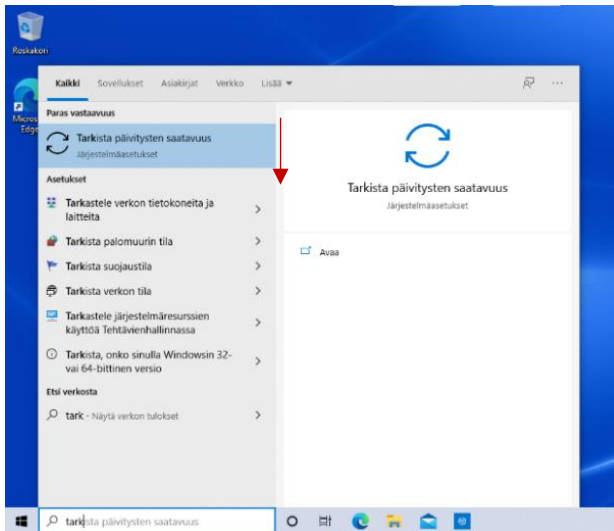 Roskakori
Micros
Edge
Kaikki Sovellukset Asiakirjat Verkko Lisää
Paras vastaavuus
Tarkista päivitysten saatavuus
Järjestelmäasetukset
Asetukset
Tarkastele verkon tietokoneita ja
laitteita
Tarkista palomuurin tila
Tarkista suojaustila
Tarkista verkon tila
Tarkastele järjestelmäresurssien
käyttöä Tehtävienhallinnassa
Tarkista, onko sinulla Windowsin 32-
vai 64-bittinen versio
Etsi verkosta
tark - Näytä verkon tulokset
Tarkista päivitysten saatavuus
Järjestelmäasetukset
Avaa
tarkista päivitysten saatavuus